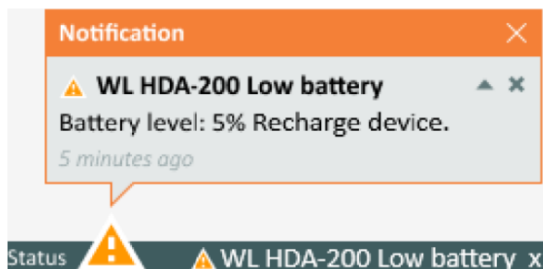 Notification
WL HDA-200 Low battery
Battery level: 5% Recharge device.
5 minutes ago
Status WL HDA-200 Low battery x